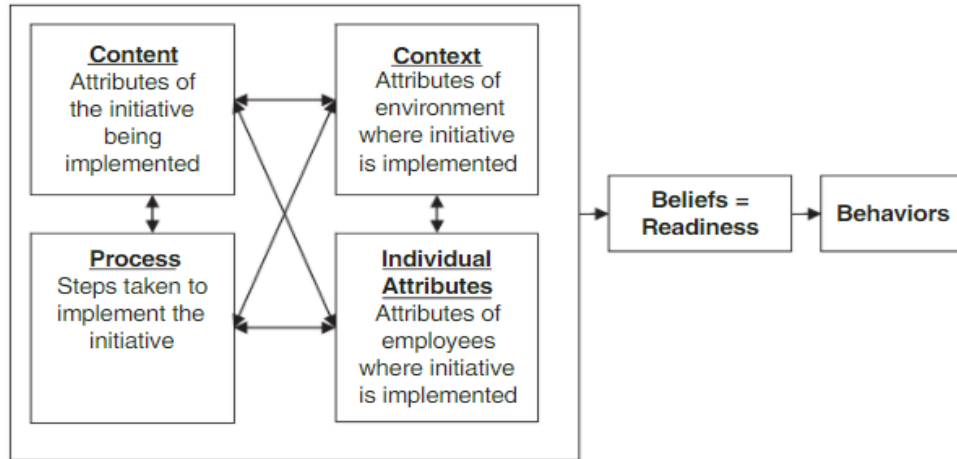 Content
Attributes of
the initiative
being
implemented
Context
Attributes of
environment
where initiative
is implemented
Process
Steps taken to
implement the
initiative
Individual
Attributes
Attributes of
employees
where initiative
is implemented
Beliefs =
Readiness
Behaviors